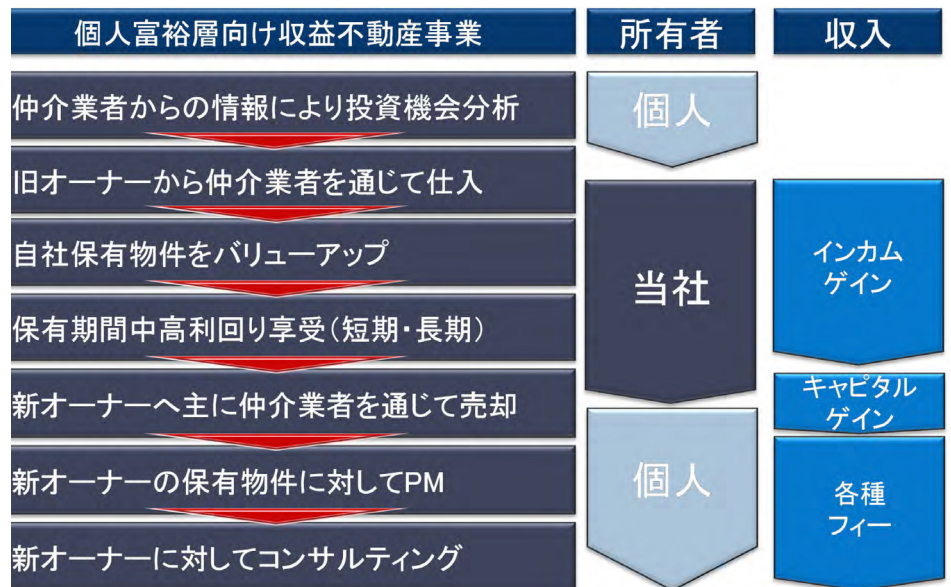 個人富裕層向け収益不動産事業
所有者
収入
仲介業者からの情報により投資機会分析
個人
旧オーナーから仲介業者を通じて仕入
自社保有物件をバリューアップ
当社
インカム
ゲイン
保有期間中高利回り享受(短期・長期)
新オーナーへ主に仲介業者を通じて売却
キャピタル
ゲイン
新オーナーの保有物件に対してPM
個人
各種
フィー
新オーナーに対してコンサルティング